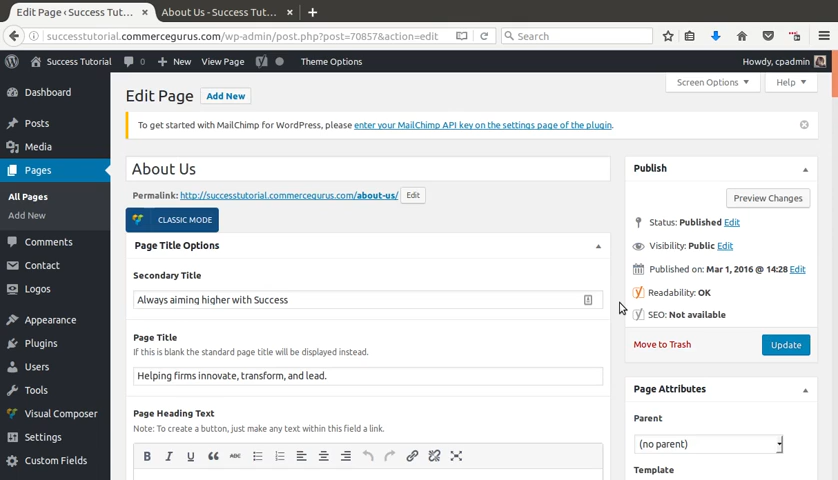 Edit Page ‹ Success Tut...
About Us - Success Tut...
successtutorial.commercegurus.com/wp-admin/post.php?post=70857&action=edit
Search
Success Tutorial
0
New
View Page
Theme Options
Howdy, cpadmin
Dashboard
Posts
Media
Pages
All Pages
Add New
Comments
Contact
Logos
Appearance
Plugins
Users
Tools
Visual Composer
Settings
Custom Fields
Screen Options
Help
Edit Page
Add New
To get started with MailChimp for WordPress, please enter your MailChimp API key on the settings page of the plugin.
About Us
Permalink: http://successtutorial.commercegurus.com/about-us/ Edit
CLASSIC MODE
Page Title Options
Secondary Title
Always aiming higher with Success
Page Title
If this is blank the standard page title will be displayed instead.
Helping firms innovate, transform, and lead.
Page Heading Text
Note: To create a button, just make any text within this field a link.
B I U ABC
Publish
Preview Changes
Status: Published Edit
Visibility: Public Edit
Published on: Mar 1, 2016 @ 14:28 Edit
Readability: OK
SEO: Not available
Move to Trash
Update
Page Attributes
Parent
(no parent)
Template